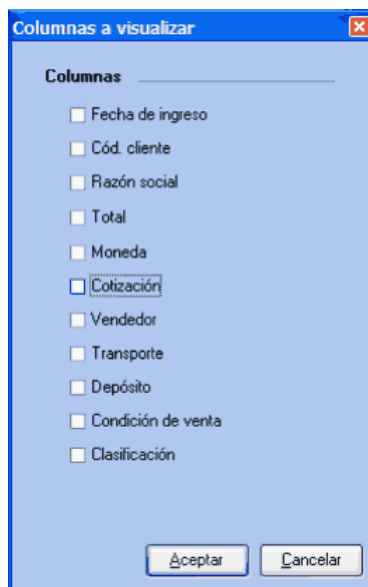 Columnas a visualizar
Columnas
Fecha de ingreso
Cód. cliente
Razón social
Total
Moneda
Cotización
Vendedor
Transporte
Depósito
Condición de venta
Clasificación
Aceptar Cancelar